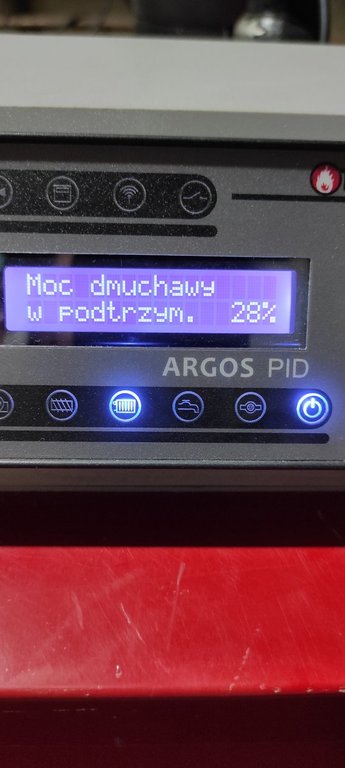 Moc dmuchawy
w podtrzym. 28%
ARGOS PID